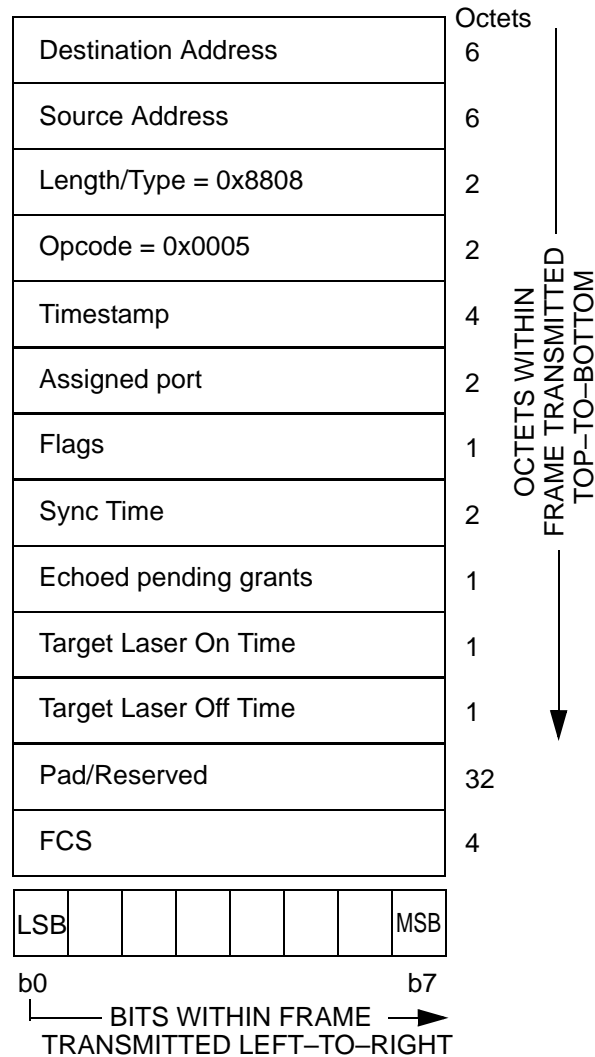 Octets
Destination Address 6
Source Address 6
Length/Type = 0x8808 2
Opcode = 0x0005 2
Timestamp 4
Assigned port 2
Flags 1
Sync Time 2
Echoed pending grants 1
Target Laser On Time 1
Target Laser Off Time 1
Pad/Reserved 32
FCS 4
OCTETS WITHIN
FRAME TRANSMITTED
TOP–TO–BOTTOM
LSB MSB
b0 b7
BITS WITHIN FRAME
TRANSMITTED LEFT–TO–RIGHT